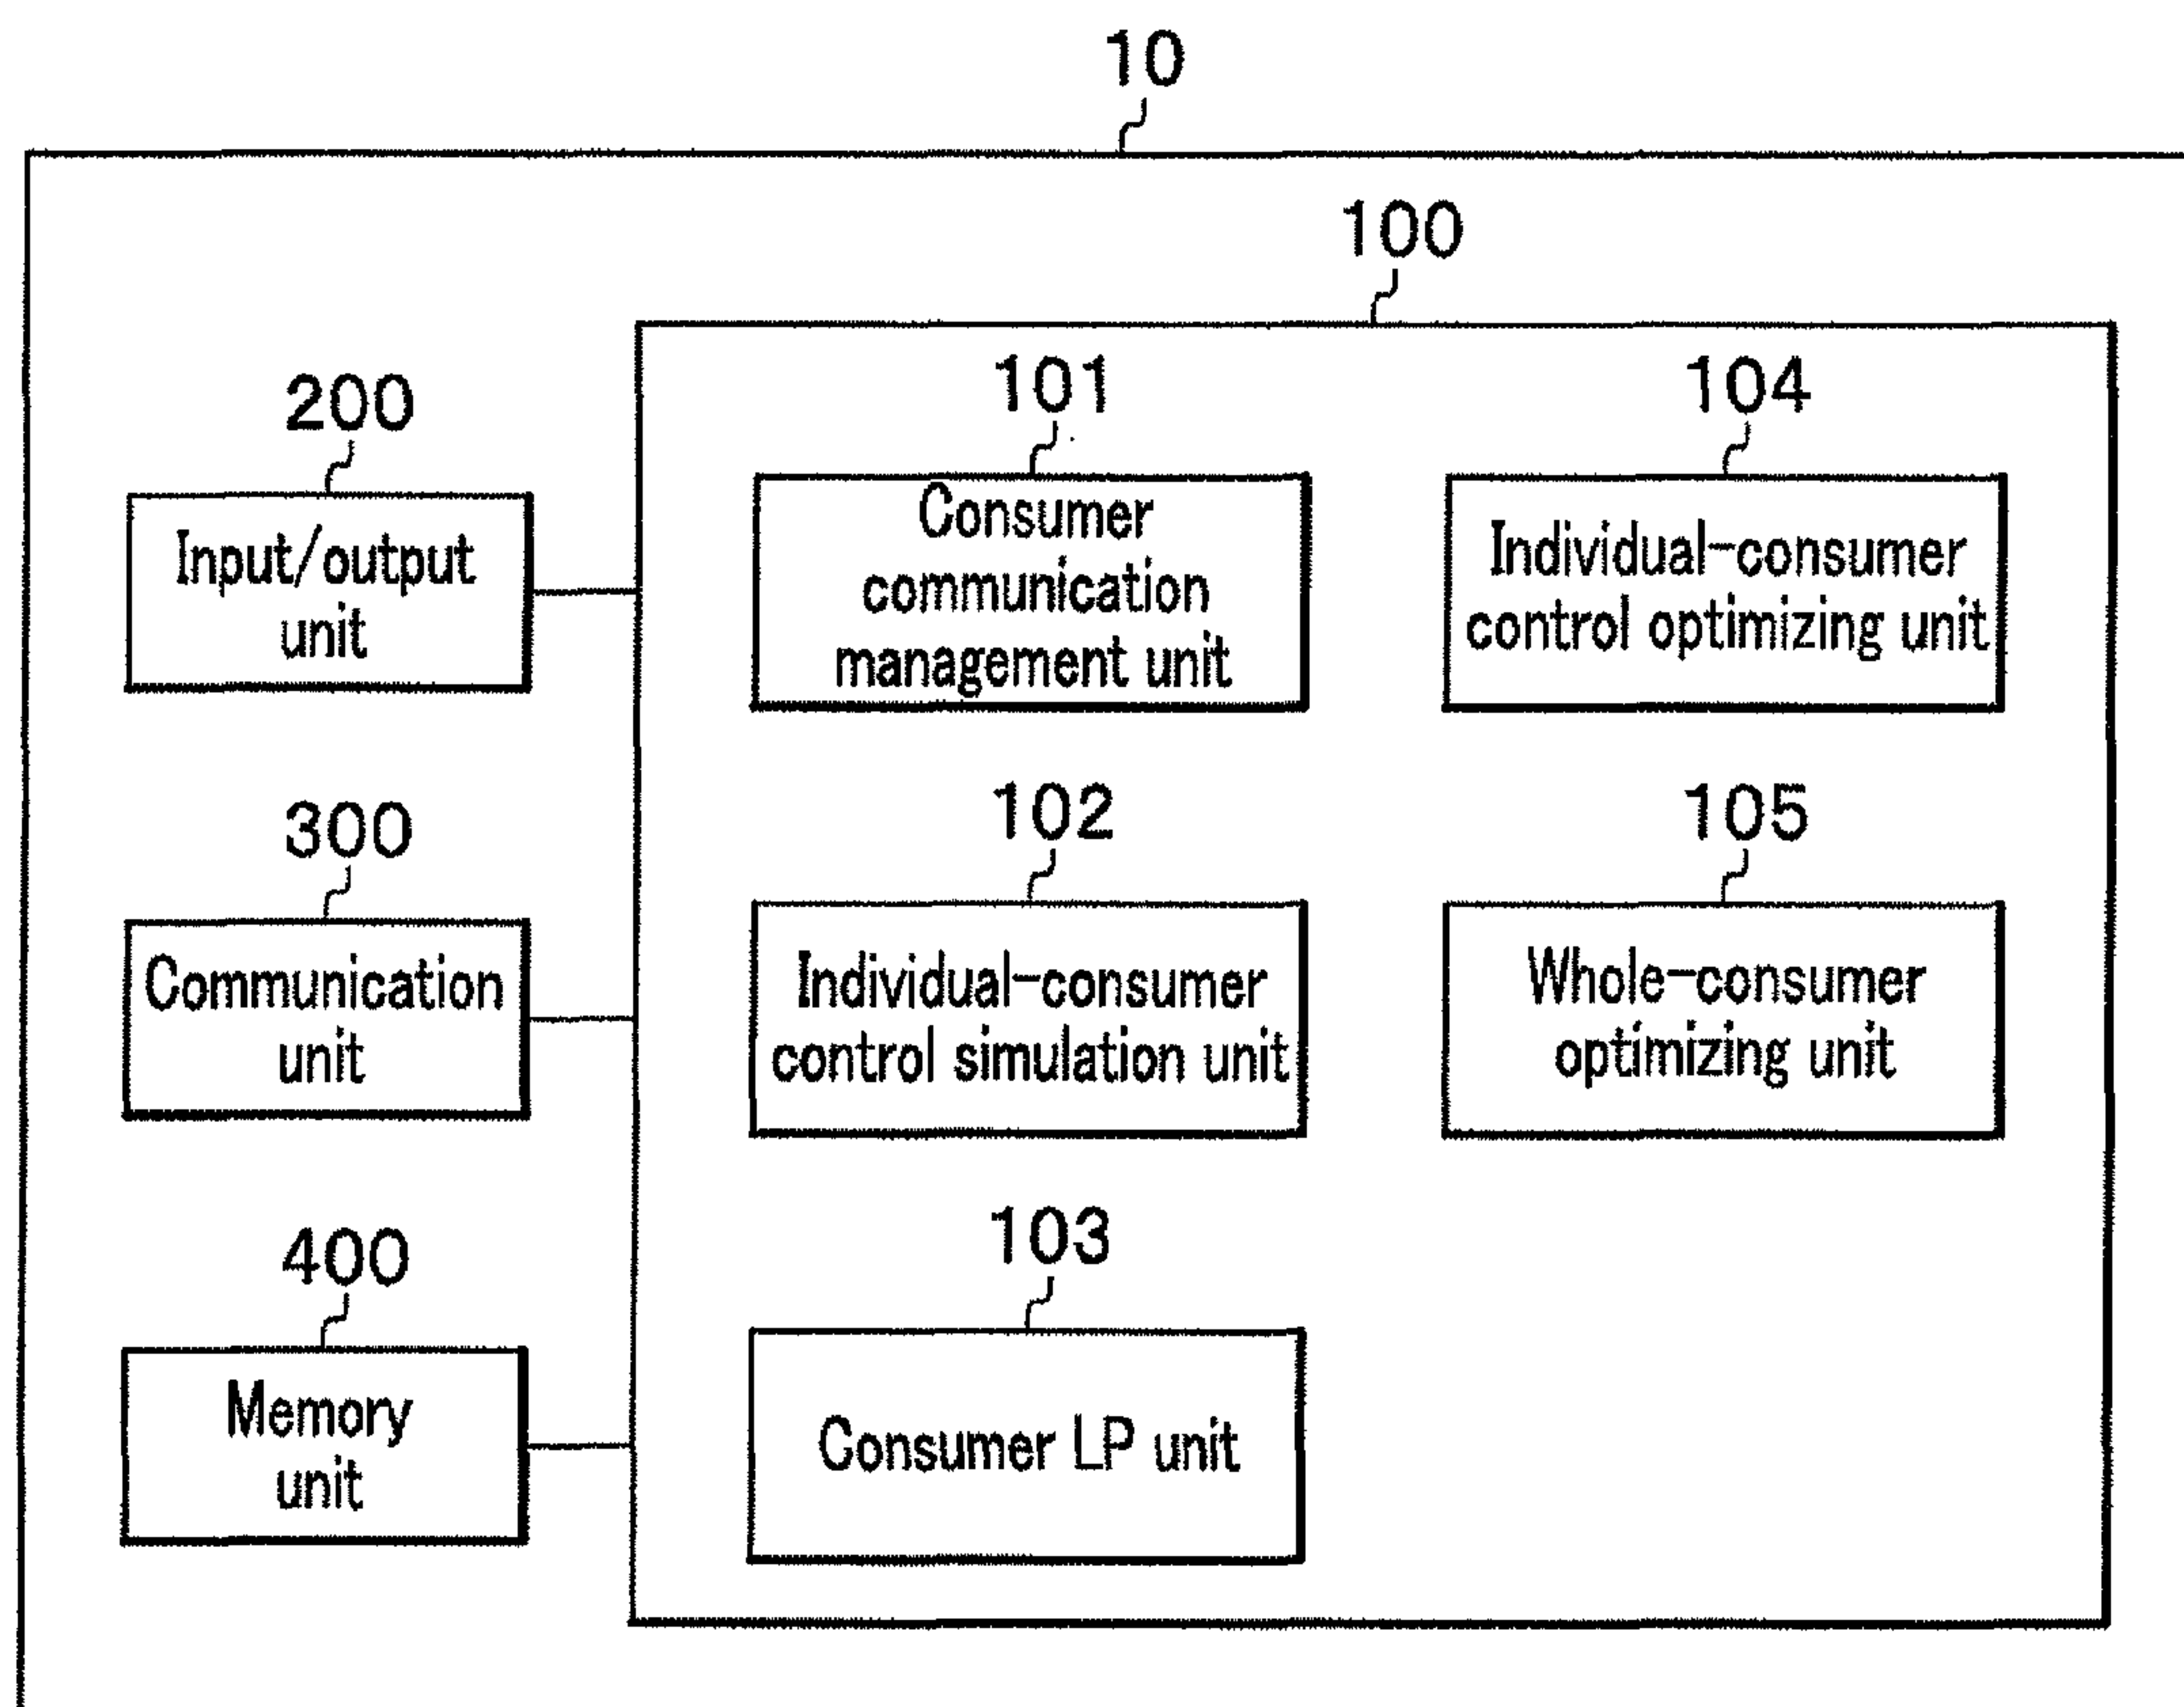 10
100
200
Input/output
unit
300
Communication
unit
400
Memory
unit
101
Consumer
communication
management unit
102
Individual-consumer
control simulation unit
103
Consumer LP unit
104
Individual-consumer
control optimizing unit
105
Whole-consumer
optimizing unit